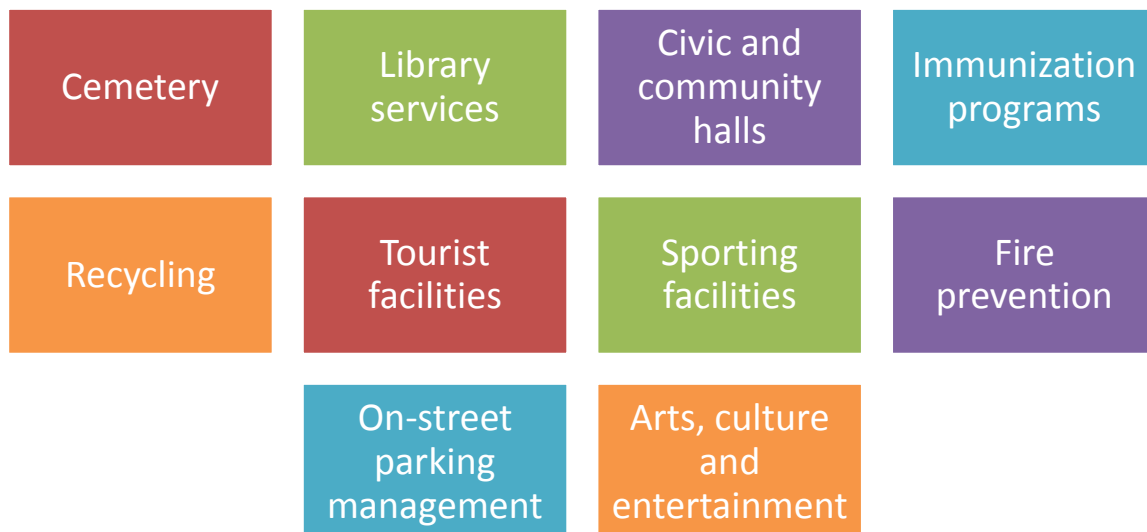 Cemetery
Library
services
Civic and
community
halls
Immunization
programs
Recycling
Tourist
facilities
Sporting
facilities
Fire
prevention
On-street
parking
management
Arts, culture
and
entertainment